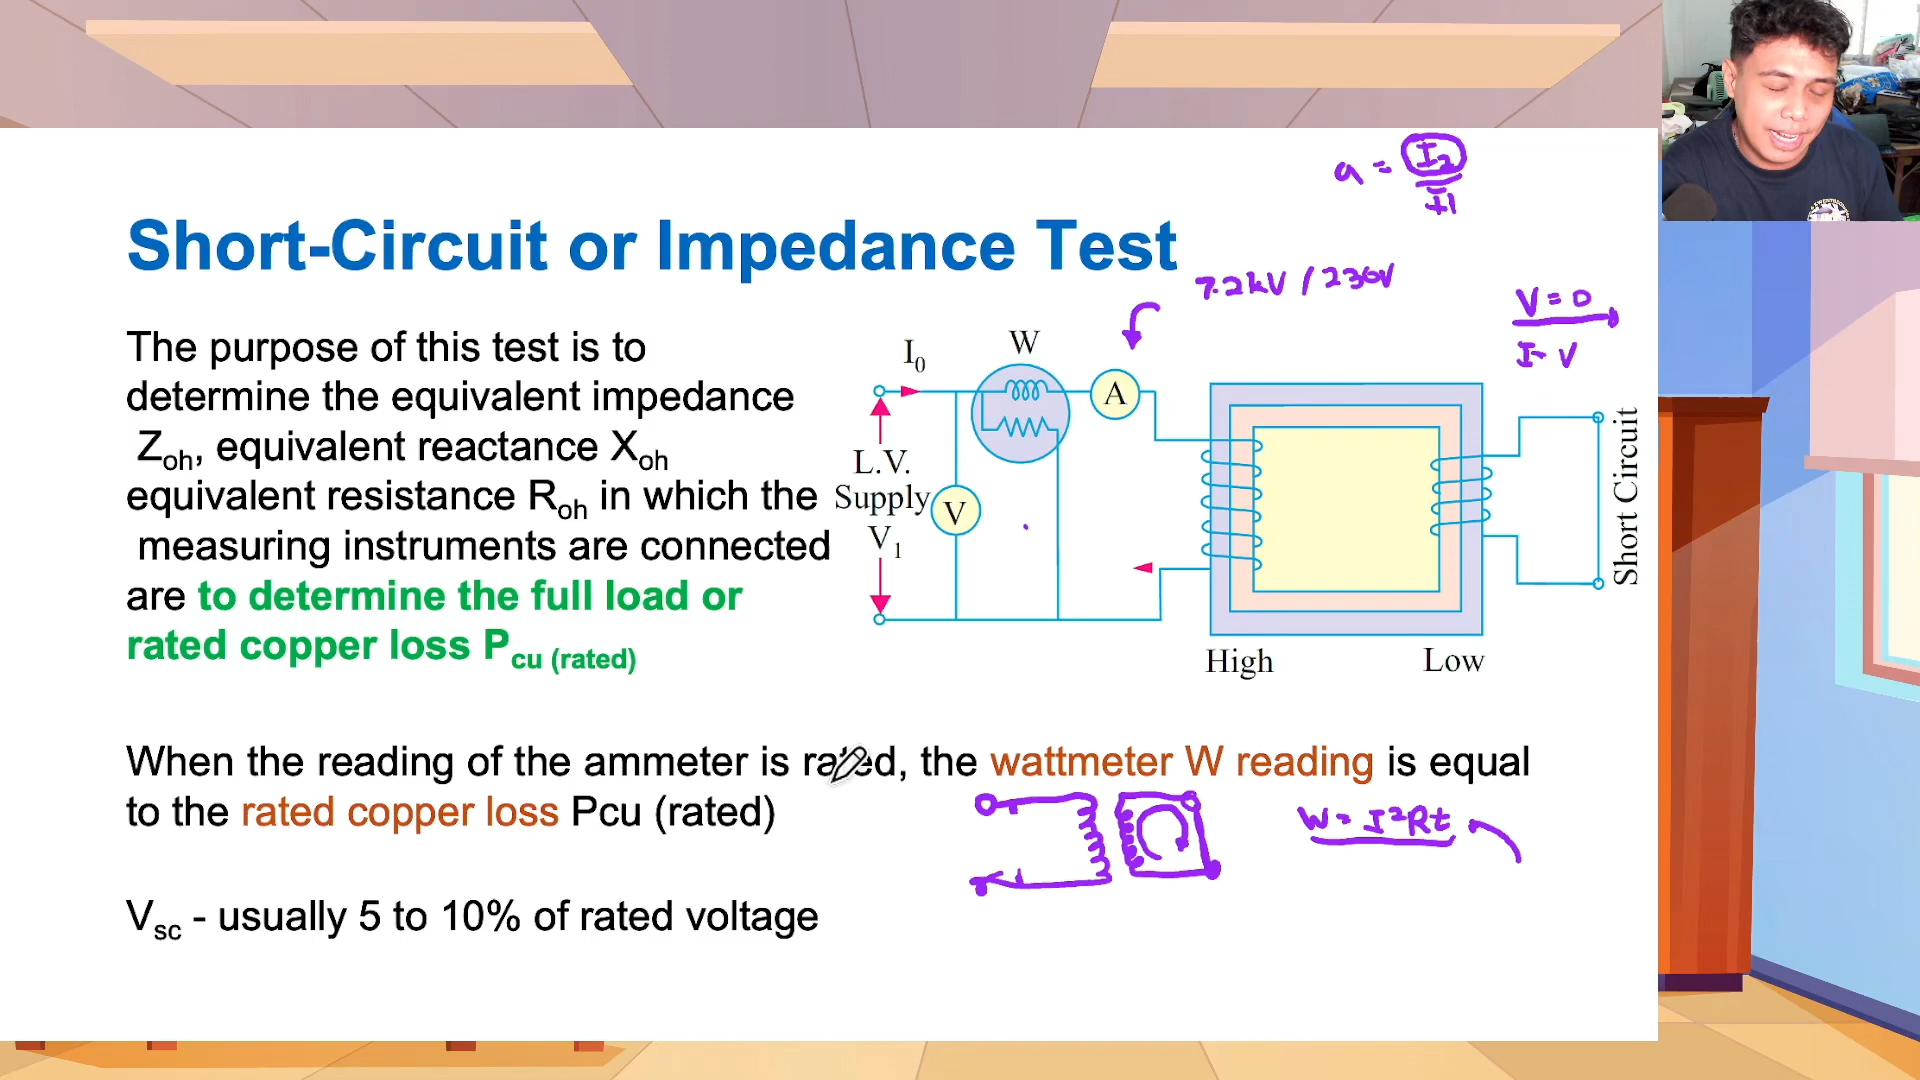 a = I2
I1
Short-Circuit or Impedance Test
7.2kV / 230V
V = 0
I- V
The purpose of this test is to
determine the equivalent impedance
Zoh, equivalent reactance Xoh
equivalent resistance Roh in which the
measuring instruments are connected
are to determine the full load or
rated copper loss Pcu (rated)
I0
W
A
L.V.
Supply
V1
V
High
Low
Short Circuit
When the reading of the ammeter is rated, the wattmeter W reading is equal
to the rated copper loss Pcu (rated)
W = I²Rt
Vsc - usually 5 to 10% of rated voltage